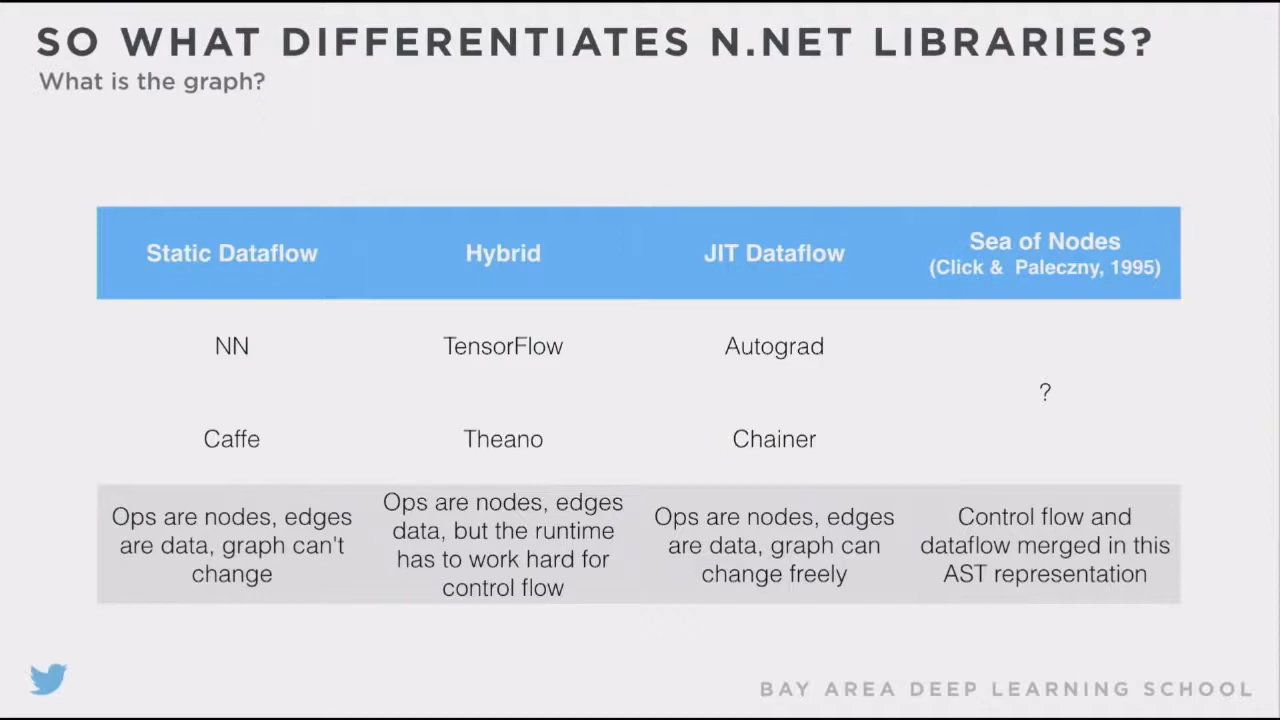 SO WHAT DIFFERENTIATES N.NET LIBRARIES?
What is the graph?
Static Dataflow
Hybrid
JIT Dataflow
Sea of Nodes
(Click & Paleczny, 1995)
NN
TensorFlow
Autograd
?
Caffe
Theano
Chainer
Ops are nodes, edges
are data, graph can't
change
Ops are nodes, edges
data, but the runtime
has to work hard for
control flow
Ops are nodes, edges
are data, graph can
change freely
Control flow and
dataflow merged in this
AST representation
BAY AREA DEEP LEARNING SCHOOL